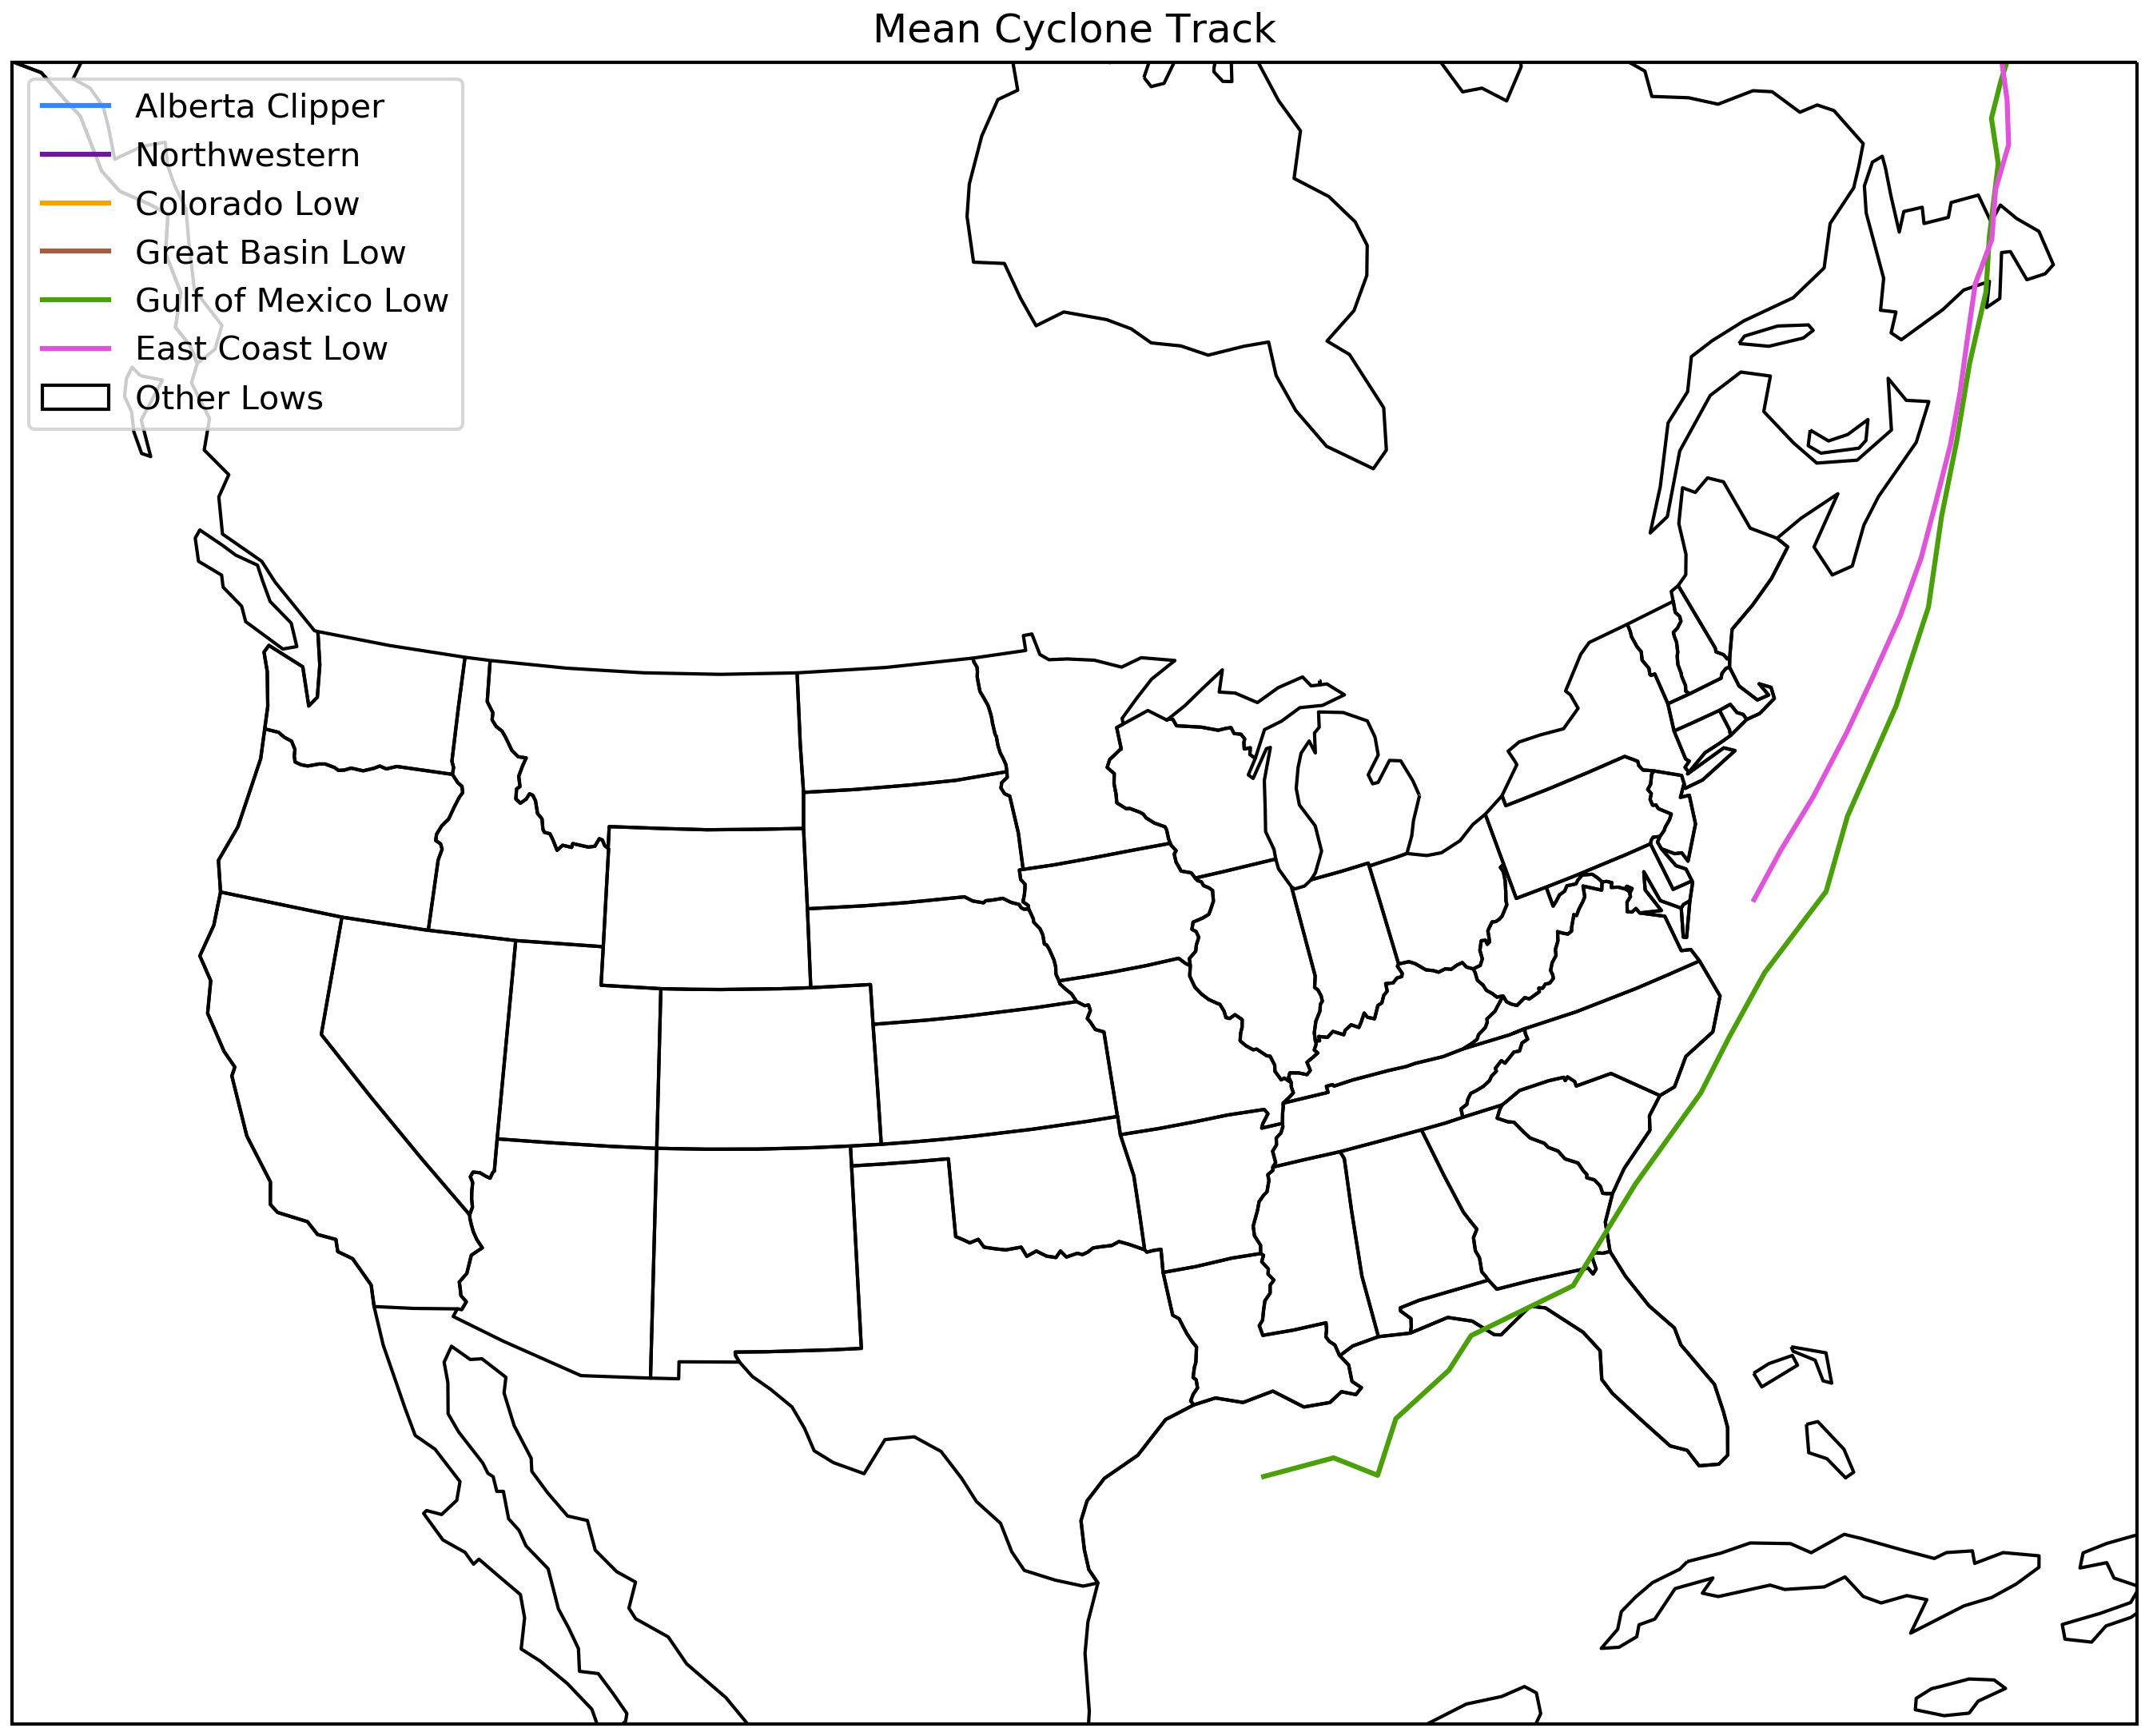 Mean Cyclone Track
Alberta Clipper
Northwestern
Colorado Low
Great Basin Low
Gulf of Mexico Low
East Coast Low
Other Lows